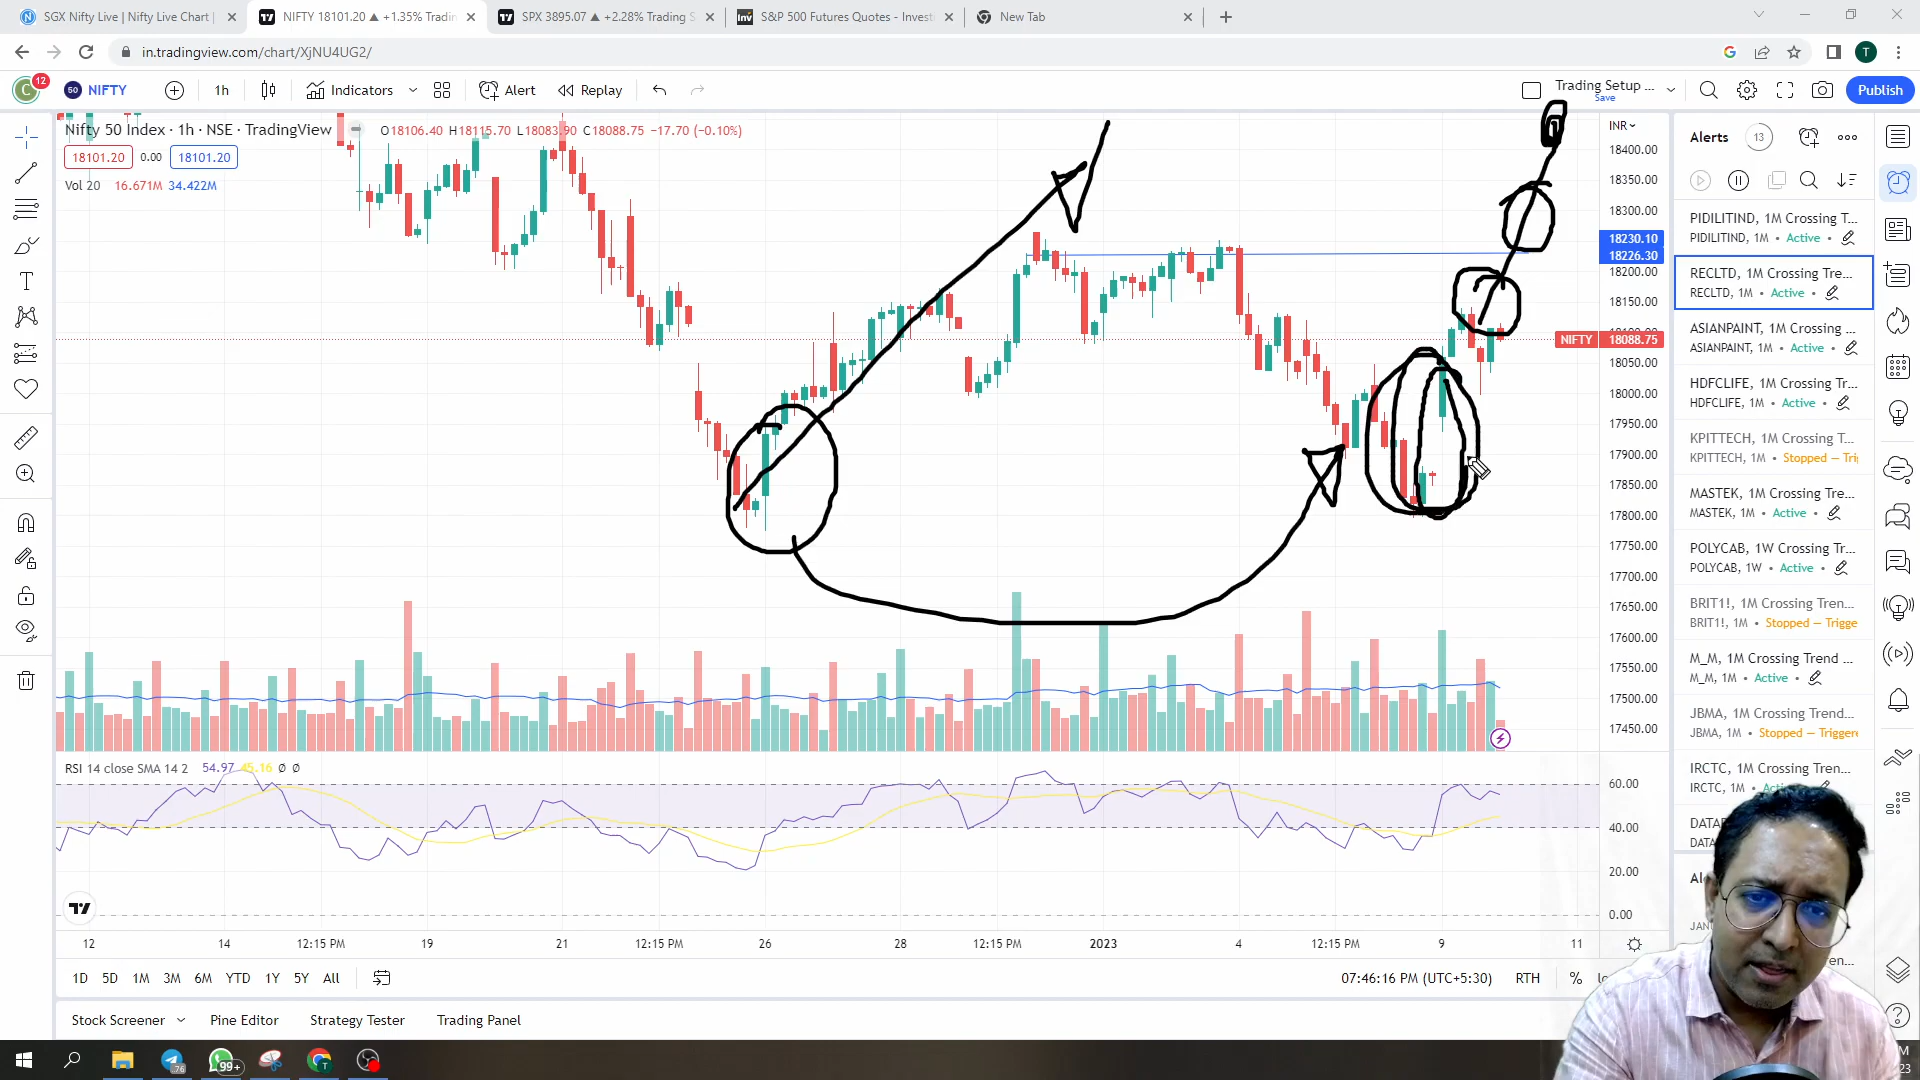 SGX Nifty Live | Nifty Live Chart |
NIFTY 18101.20 ▲ +1.35% Tradin
SPX 3895.07 ▲ +2.28% Trading S
Inv S&P 500 Futures Quotes - Invest
New Tab
in.tradingview.com/chart/XjNU4UG2/
T
C 12
50 NIFTY
1h
Indicators
Alert
Replay
Trading Setup ...
Save
Publish
Nifty 50 Index · 1h · NSE · TradingView
O18106.40 H18115.70 L18083.90 C18088.75 −17.70 (−0.10%)
18101.20 0.00 18101.20
Vol 20 16.671M 34.422M
INR
18400.00
18350.00
18300.00
18230.10
18226.30
18200.00
18150.00
18100.00
NIFTY 18088.75
18050.00
18000.00
17950.00
17900.00
17850.00
17800.00
17750.00
17700.00
17650.00
17600.00
17550.00
17500.00
17450.00
RSI 14 close SMA 14 2 54.97 45.16 Ø Ø
60.00
40.00
20.00
0.00
12 14 12:15 PM 19 21 12:15 PM 26 28 12:15 PM 2023 4 12:15 PM 9 11
1D 5D 1M 3M 6M YTD 1Y 5Y All
07:46:16 PM (UTC+5:30) RTH %
Stock Screener Pine Editor Strategy Tester Trading Panel
Alerts 13
PIDILITIND, 1M Crossing T...
PIDILITIND, 1M • Active •
RECLTD, 1M Crossing Tre...
RECLTD, 1M • Active •
ASIANPAINT, 1M Crossing ...
ASIANPAINT, 1M • Active •
HDFCLIFE, 1M Crossing Tr...
HDFCLIFE, 1M • Active •
KPITTECH, 1M Crossing T...
KPITTECH, 1M • Stopped — Trig
MASTEK, 1M Crossing Tre...
MASTEK, 1M • Active •
POLYCAB, 1W Crossing Tr...
POLYCAB, 1W • Active •
BRIT1!, 1M Crossing Tren...
BRIT1!, 1M • Stopped — Trigge
M_M, 1M Crossing Trend ...
M_M, 1M • Active •
JBMA, 1M Crossing Trend...
JBMA, 1M • Stopped — Triggere
IRCTC, 1M Crossing Tren...
IRCTC, 1M •
76
99+
T